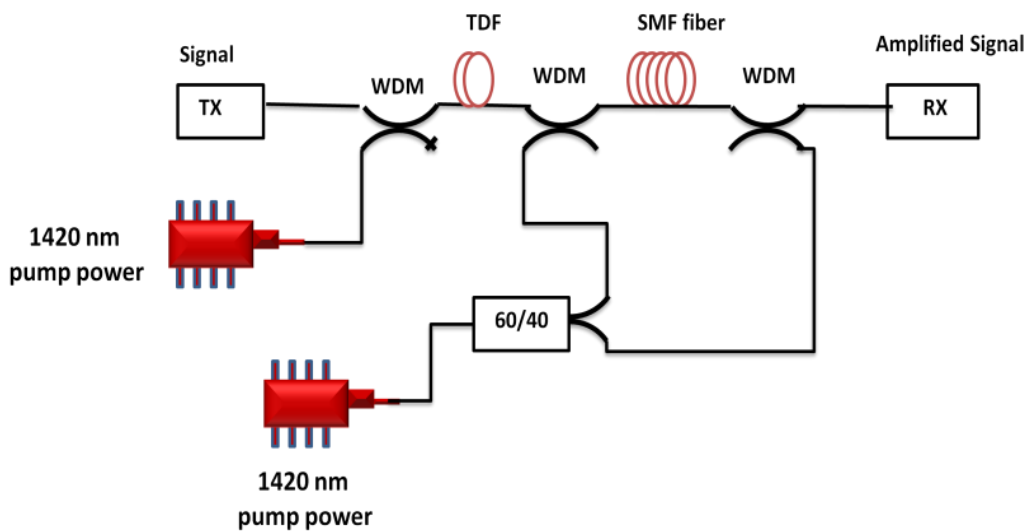 TDF
SMF fiber
Amplified Signal
Signal
WDM
WDM
WDM
TX
RX
1420 nm
pump power
60/40
1420 nm
pump power